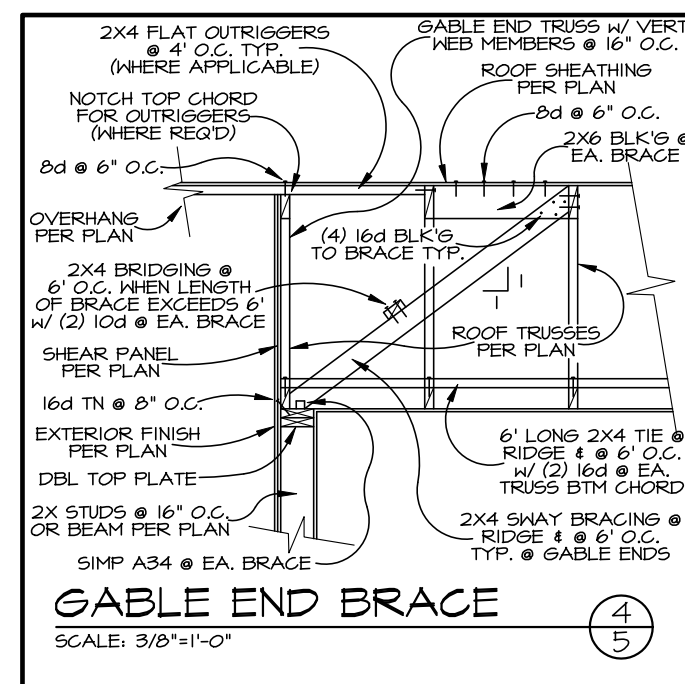 2X4 FLAT OUTRIGGERS
@ 4' O.C. TYP.
(WHERE APPLICABLE)
GABLE END TRUSS W/ VERT
WEB MEMBERS @ 16" O.C.
ROOF SHEATHING
PER PLAN
NOTCH TOP CHORD
FOR OUTRIGGERS
(WHERE REQ'D)
8d @ 6" O.C.
2X6 BLK'G @
EA. BRACE
8d @ 6" O.C.
OVERHANG
PER PLAN
(4) 16d BLK'G
TO BRACE TYP.
2X4 BRIDGING @
6' O.C. WHEN LENGTH
OF BRACE EXCEEDS 6'
W/ (2) 10d @ EA. BRACE
1
1
ROOF TRUSSES
PER PLAN
SHEAR PANEL
PER PLAN
16d TN @ 8" O.C.
EXTERIOR FINISH
PER PLAN
DBL TOP PLATE
6' LONG 2X4 TIE @
RIDGE & @ 6' O.C.
W/ (2) 16d @ EA.
TRUSS BTM CHORD
2X STUDS @ 16" O.C.
OR BEAM PER PLAN
2X4 SWAY BRACING @
RIDGE & @ 6' O.C.
TYP. @ GABLE ENDS
SIMP A34 @ EA. BRACE
GABLE END BRACE
SCALE: 3/8"=1'-0"
4
5